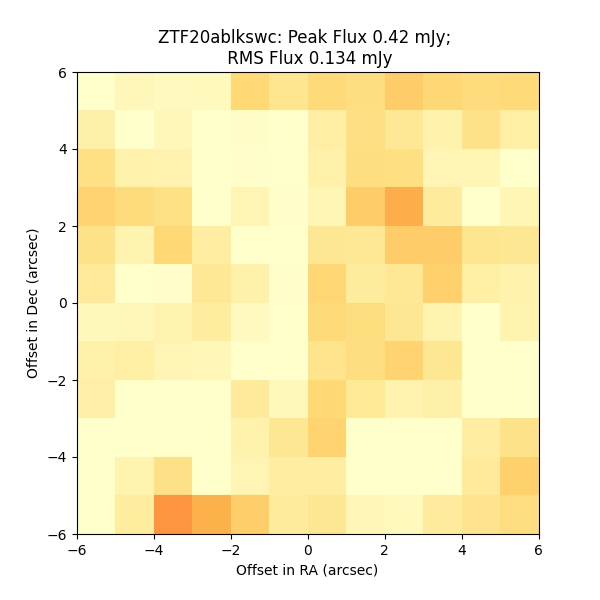 ZTF20ablkswc: Peak Flux 0.42 mJy;
RMS Flux 0.134 mJy
6
4
2
0
−2
−4
−6
Offset in Dec (arcsec)
−6 −4 −2 0 2 4 6
Offset in RA (arcsec)